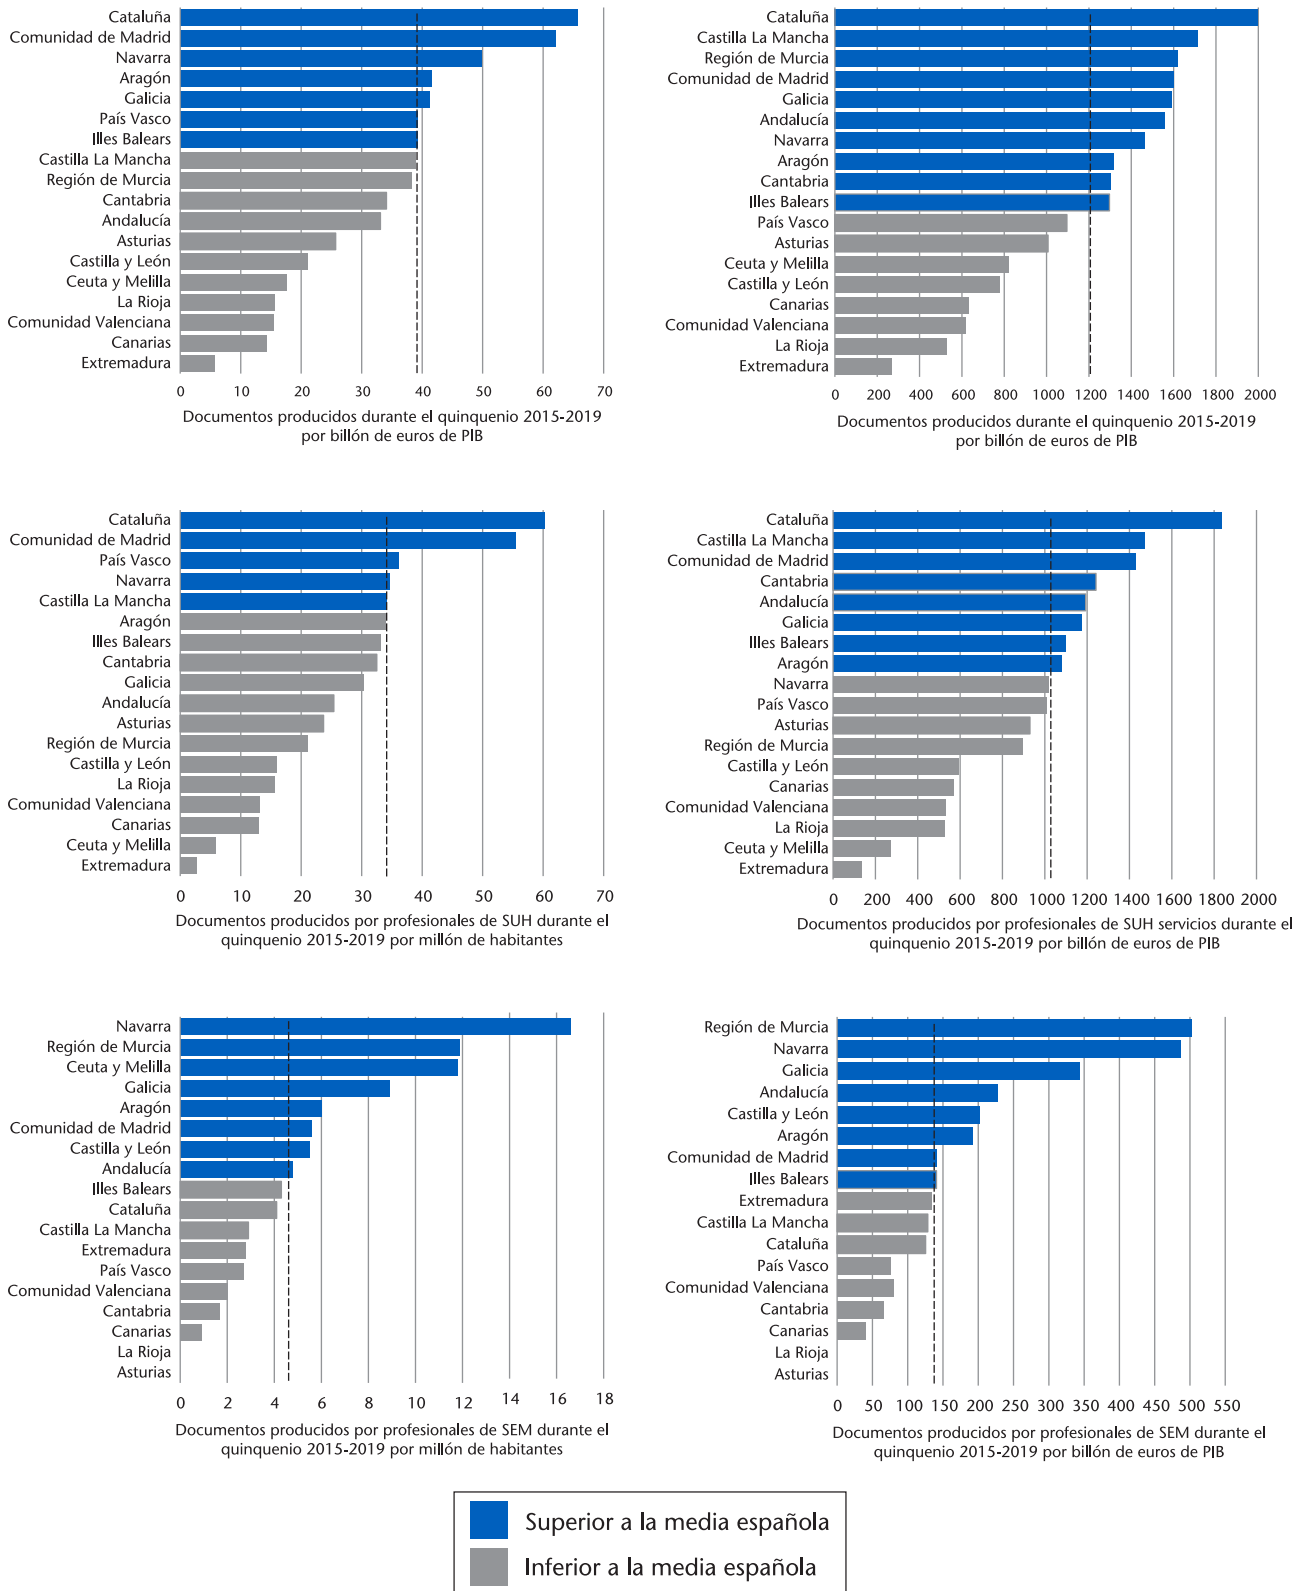 Cataluña
Comunidad de Madrid
Navarra
Aragón
Galicia
País Vasco
Illes Balears
Castilla La Mancha
Región de Murcia
Cantabria
Andalucía
Asturias
Castilla y León
Ceuta y Melilla
La Rioja
Comunidad Valenciana
Canarias
Extremadura
0 10 20 30 40 50 60 70
Documentos producidos durante el quinquenio 2015-2019
por billón de euros de PIB
Cataluña
Castilla La Mancha
Región de Murcia
Comunidad de Madrid
Galicia
Andalucía
Navarra
Aragón
Cantabria
Illes Balears
País Vasco
Asturias
Ceuta y Melilla
Castilla y León
Canarias
Comunidad Valenciana
La Rioja
Extremadura
0 200 400 600 800 1000 1200 1400 1600 1800 2000
Documentos producidos durante el quinquenio 2015-2019
por billón de euros de PIB
Cataluña
Comunidad de Madrid
País Vasco
Navarra
Castilla La Mancha
Aragón
Illes Balears
Cantabria
Galicia
Andalucía
Asturias
Región de Murcia
Castilla y León
La Rioja
Comunidad Valenciana
Canarias
Ceuta y Melilla
Extremadura
0 10 20 30 40 50 60 70
Documentos producidos por profesionales de SUH durante el
quinquenio 2015-2019 por millón de habitantes
Cataluña
Castilla La Mancha
Comunidad de Madrid
Cantabria
Andalucía
Galicia
Illes Balears
Aragón
Navarra
País Vasco
Asturias
Región de Murcia
Castilla y León
Canarias
Comunidad Valenciana
La Rioja
Ceuta y Melilla
Extremadura
0 200 400 600 800 1000 1200 1400 1600 1800 2000
Documentos producidos por profesionales de SUH servicios durante el
quinquenio 2015-2019 por billón de euros de PIB
Navarra
Región de Murcia
Ceuta y Melilla
Galicia
Aragón
Comunidad de Madrid
Castilla y León
Andalucía
Illes Balears
Cataluña
Castilla La Mancha
Extremadura
País Vasco
Comunidad Valenciana
Cantabria
Canarias
La Rioja
Asturias
0 2 4 6 8 10 12 14 16 18
Documentos producidos por profesionales de SEM durante el
quinquenio 2015-2019 por millón de habitantes
Región de Murcia
Navarra
Galicia
Andalucía
Castilla y León
Aragón
Comunidad de Madrid
Illes Balears
Extremadura
Castilla La Mancha
Cataluña
País Vasco
Comunidad Valenciana
Cantabria
Canarias
La Rioja
Asturias
0 50 100 150 200 250 300 350 400 450 500 550
Documentos producidos por profesionales de SEM durante el
quinquenio 2015-2019 por billón de euros de PIB
Superior a la media española
Inferior a la media española